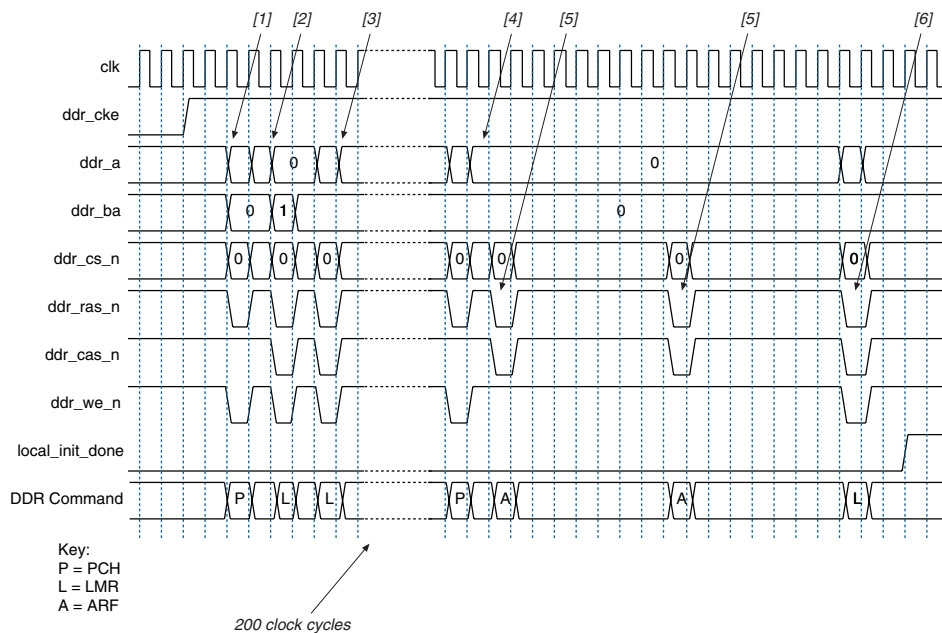 [1] [2] [3] [4] [5] [5] [6]
clk
ddr_cke
ddr_a 0 0
ddr_ba 0 1 0
ddr_cs_n 0 0 0 0 0 0 0
ddr_ras_n
ddr_cas_n
ddr_we_n
local_init_done
DDR Command P L L P A A L
Key:
P = PCH
L = LMR
A = ARF
200 clock cycles